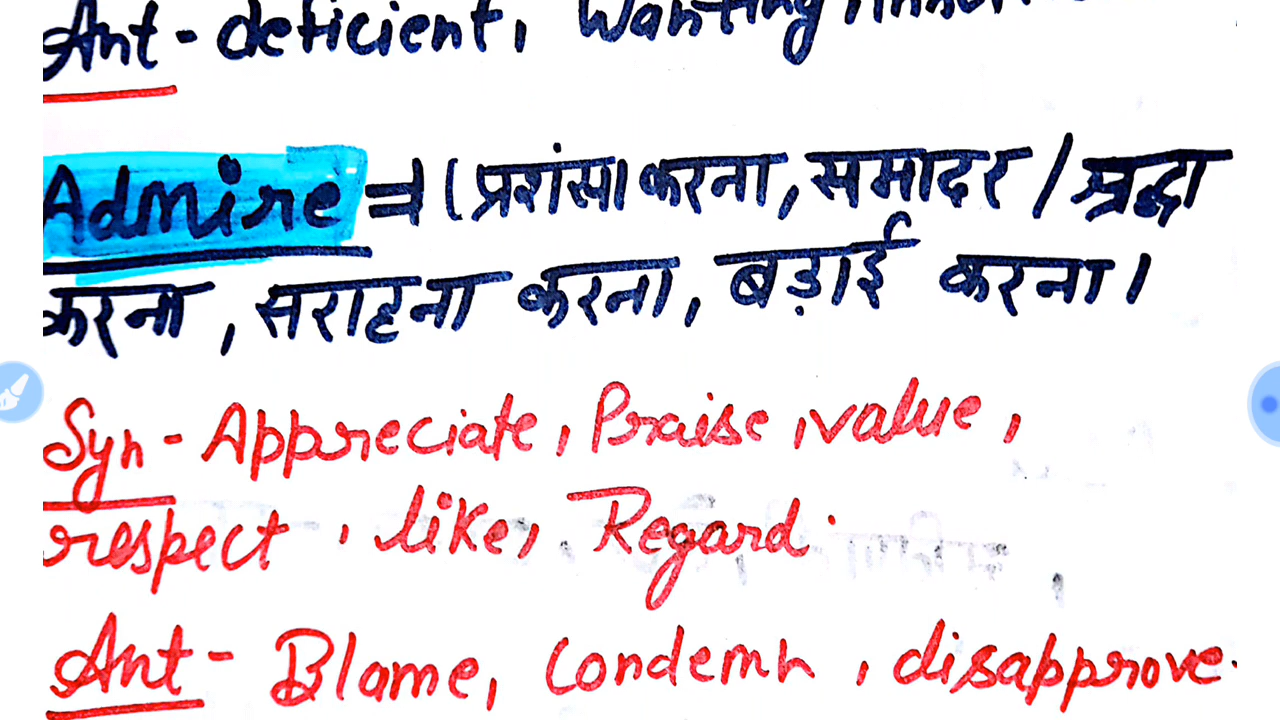 Ant - deficient, Wanting,
Admire ⇒ (प्रशंसा करना, समादर / श्रद्धा
करना, सराहना करना, बड़ाई करना।
Syn - Appreciate, Praise, value,
respect, like, Regard.
Ant - Blame, Condemn, disapprove.